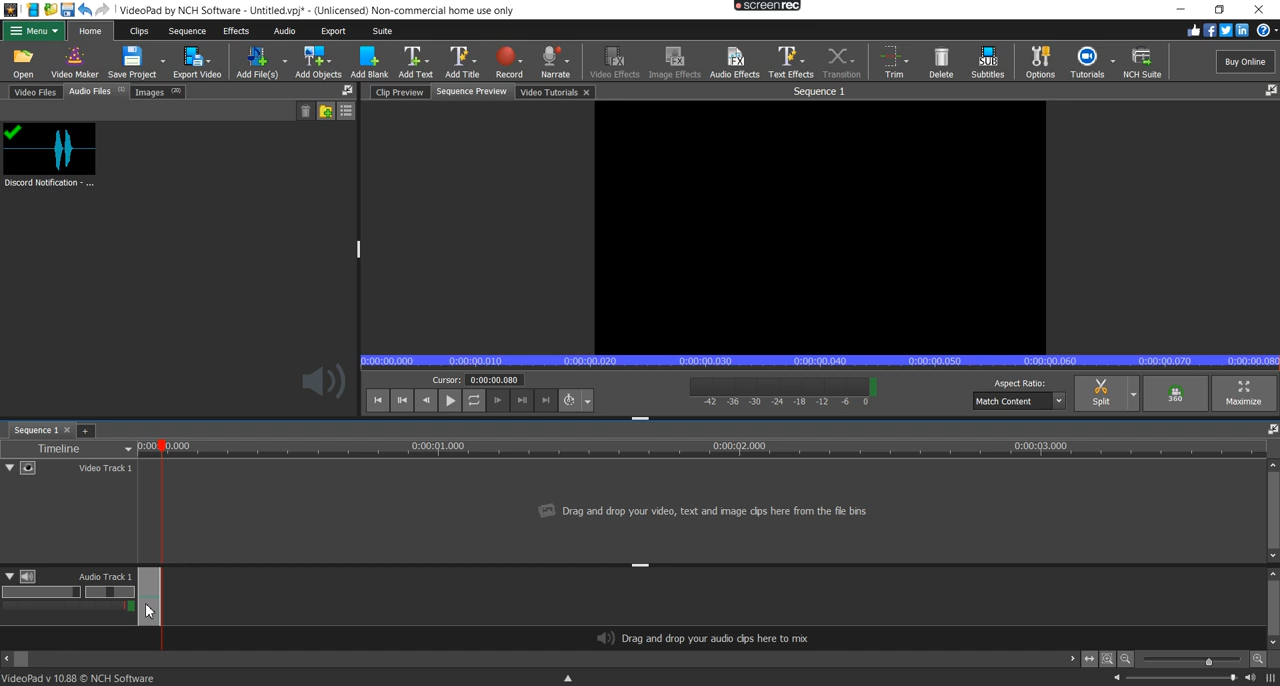 VideoPad by NCH Software - Untitled.vpj* - (Unlicensed) Non-commercial home use only
screenrec
Menu Home Clips Sequence Effects Audio Export Suite
Open Video Maker Save Project Export Video Add File(s) Add Objects Add Blank Add Text Add Title Record Narrate Video Effects Image Effects Audio Effects Text Effects Transition Trim Delete Subtitles Options Tutorials NCH Suite Buy Online
Video Files Audio Files (1) Images (20) Clip Preview Sequence Preview Video Tutorials Sequence 1
Discord Notification - ...
0:00:00.000 0:00:00.010 0:00:00.020 0:00:00.030 0:00:00.040 0:00:00.050 0:00:00.060 0:00:00.070 0:00:00.080
Cursor: 0:00:00.080
-42 -36 -30 -24 -18 -12 -6 0
Aspect Ratio:
Match Content
Split 360 Maximize
Sequence 1
Timeline 0:00:00.000 0:00:01.000 0:00:02.000 0:00:03.000
Video Track 1
Drag and drop your video, text and image clips here from the file bins
Audio Track 1
Drag and drop your audio clips here to mix
VideoPad v 10.88 © NCH Software